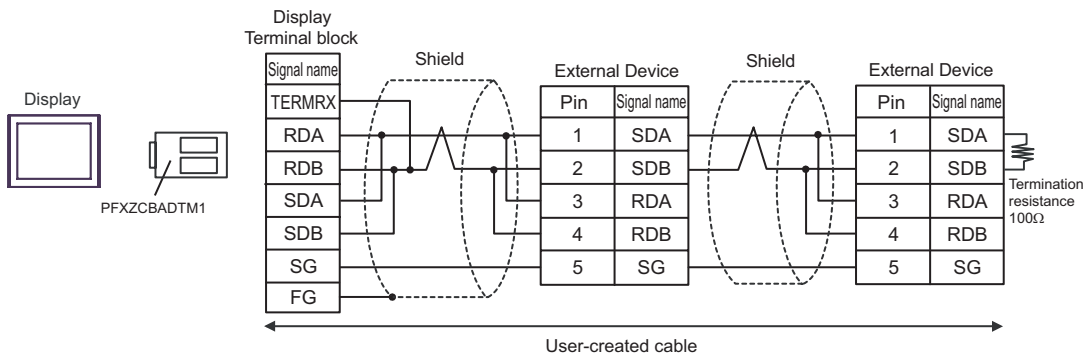 Display
Terminal block
Display
PFXZCBADTM1
Signal name
TERMRX
RDA
RDB
SDA
SDB
SG
FG
Shield
External Device
Pin Signal name
1 SDA
2 SDB
3 RDA
4 RDB
5 SG
Shield
External Device
Pin Signal name
1 SDA
2 SDB
3 RDA
4 RDB
5 SG
Termination
resistance
100Ω
User-created cable